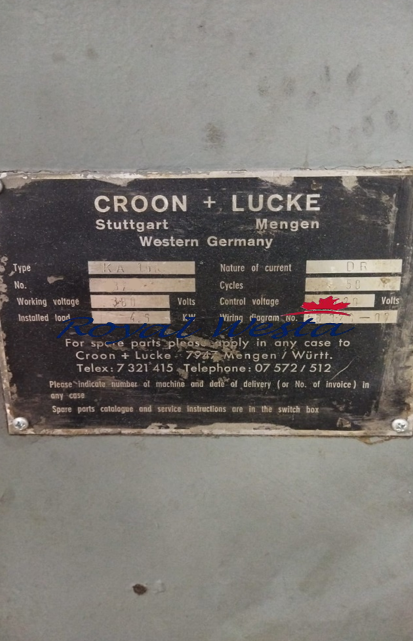 CROON + LUCKE
Stuttgart Mengen
Western Germany
Type Nature of current
No. Cycles
Working voltage Volts Control voltage Volts
Installed load KW Wiring diagram No.
Royal Westa
For spare parts please apply in any case to
Croon + Lucke - 7947 Mengen / Württ.
Telex: 7 321 415 Telephone: 07 572 / 512
Please indicate number of machine and date of delivery (or No. of invoice) in
any case
Spare parts catalogue and service instructions are in the switch box